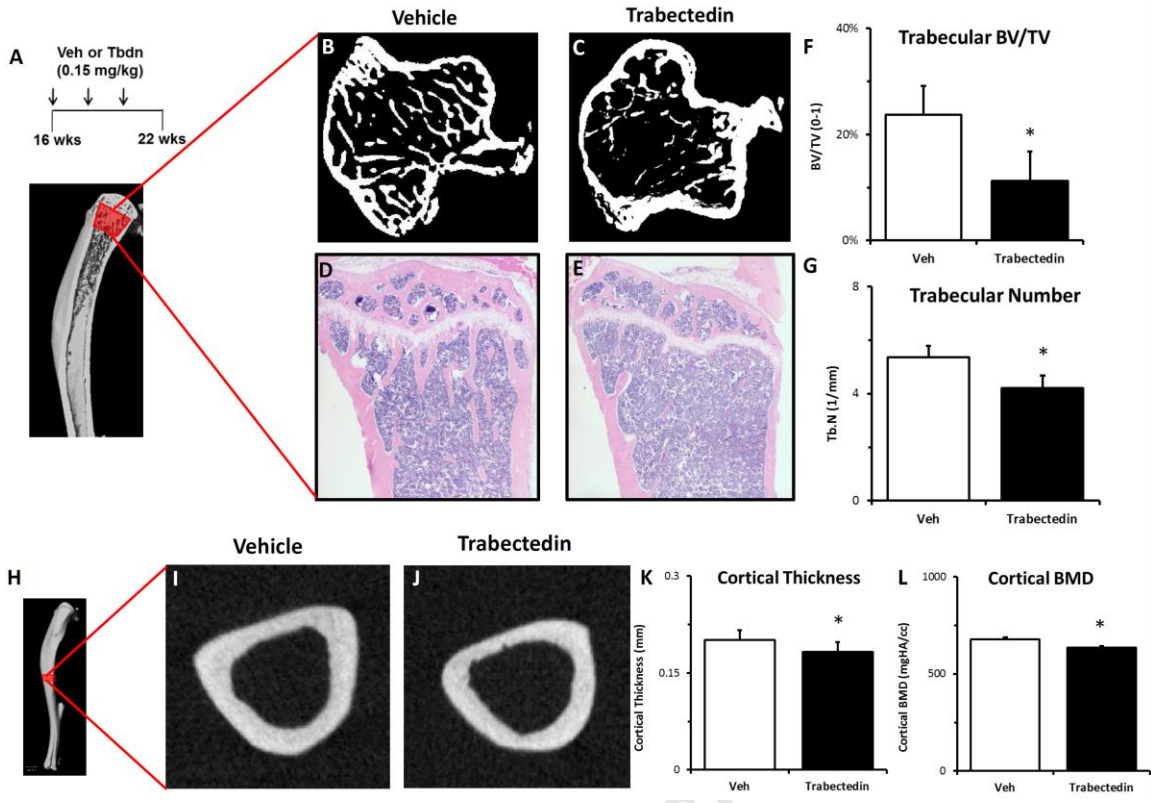 Vehicle
Trabectedin
A
Veh or Tbdn
(0.15 mg/kg)
16 wks
22 wks
B
C
D
E
F
Trabecular BV/TV
40%
20%
0%
BV/TV (0-1)
*
Veh
Trabectedin
G
Trabecular Number
8
4
0
Tb.N (1/mm)
*
Veh
Trabectedin
Vehicle
Trabectedin
H
I
J
K
Cortical Thickness
0.3
0.15
0
Cortical Thickness (mm)
*
Veh
Trabectedin
L
Cortical BMD
1000
500
0
Cortical BMD (mgHA/cc)
*
Veh
Trabectedin